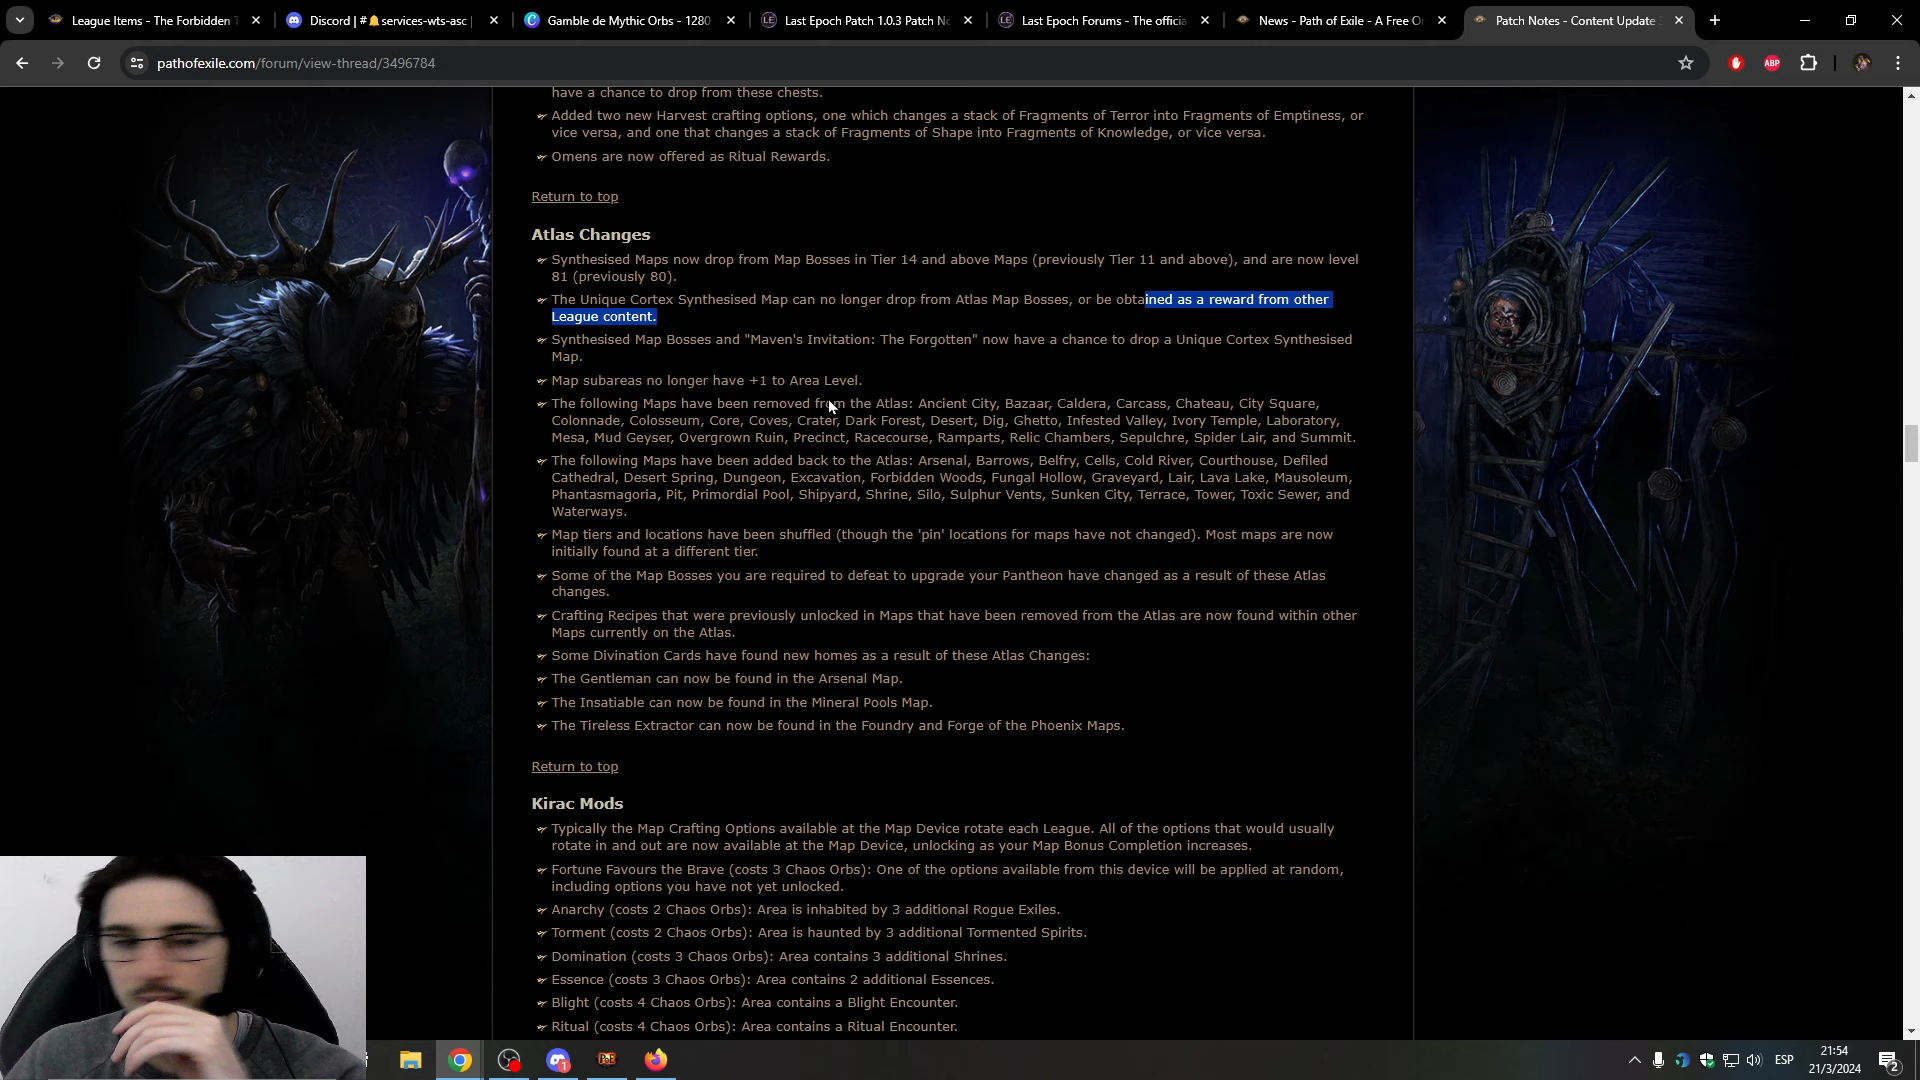 League Items - The Forbidden T
Discord | #🔔services-wts-asc |
Gamble de Mythic Orbs - 1280
Last Epoch Patch 1.0.3 Patch No
Last Epoch Forums - The officia
News - Path of Exile - A Free O
Patch Notes - Content Update 3
pathofexile.com/forum/view-thread/3496784
ABP
have a chance to drop from these chests.
Added two new Harvest crafting options, one which changes a stack of Fragments of Terror into Fragments of Emptiness, or
vice versa, and one that changes a stack of Fragments of Shape into Fragments of Knowledge, or vice versa.
Omens are now offered as Ritual Rewards.
Return to top
Atlas Changes
Synthesised Maps now drop from Map Bosses in Tier 14 and above Maps (previously Tier 11 and above), and are now level
81 (previously 80).
The Unique Cortex Synthesised Map can no longer drop from Atlas Map Bosses, or be obtained as a reward from other
League content.
Synthesised Map Bosses and "Maven's Invitation: The Forgotten" now have a chance to drop a Unique Cortex Synthesised
Map.
Map subareas no longer have +1 to Area Level.
The following Maps have been removed from the Atlas: Ancient City, Bazaar, Caldera, Carcass, Chateau, City Square,
Colonnade, Colosseum, Core, Coves, Crater, Dark Forest, Desert, Dig, Ghetto, Infested Valley, Ivory Temple, Laboratory,
Mesa, Mud Geyser, Overgrown Ruin, Precinct, Racecourse, Ramparts, Relic Chambers, Sepulchre, Spider Lair, and Summit.
The following Maps have been added back to the Atlas: Arsenal, Barrows, Belfry, Cells, Cold River, Courthouse, Defiled
Cathedral, Desert Spring, Dungeon, Excavation, Forbidden Woods, Fungal Hollow, Graveyard, Lair, Lava Lake, Mausoleum,
Phantasmagoria, Pit, Primordial Pool, Shipyard, Shrine, Silo, Sulphur Vents, Sunken City, Terrace, Tower, Toxic Sewer, and
Waterways.
Map tiers and locations have been shuffled (though the 'pin' locations for maps have not changed). Most maps are now
initially found at a different tier.
Some of the Map Bosses you are required to defeat to upgrade your Pantheon have changed as a result of these Atlas
changes.
Crafting Recipes that were previously unlocked in Maps that have been removed from the Atlas are now found within other
Maps currently on the Atlas.
Some Divination Cards have found new homes as a result of these Atlas Changes:
The Gentleman can now be found in the Arsenal Map.
The Insatiable can now be found in the Mineral Pools Map.
The Tireless Extractor can now be found in the Foundry and Forge of the Phoenix Maps.
Return to top
Kirac Mods
Typically the Map Crafting Options available at the Map Device rotate each League. All of the options that would usually
rotate in and out are now available at the Map Device, unlocking as your Map Bonus Completion increases.
Fortune Favours the Brave (costs 3 Chaos Orbs): One of the options available from this device will be applied at random,
including options you have not yet unlocked.
Anarchy (costs 2 Chaos Orbs): Area is inhabited by 3 additional Rogue Exiles.
Torment (costs 2 Chaos Orbs): Area is haunted by 3 additional Tormented Spirits.
Domination (costs 3 Chaos Orbs): Area contains 3 additional Shrines.
Essence (costs 3 Chaos Orbs): Area contains 2 additional Essences.
Blight (costs 4 Chaos Orbs): Area contains a Blight Encounter.
Ritual (costs 4 Chaos Orbs): Area contains a Ritual Encounter.
1
PoE
ESP
21:54
21/3/2024
2